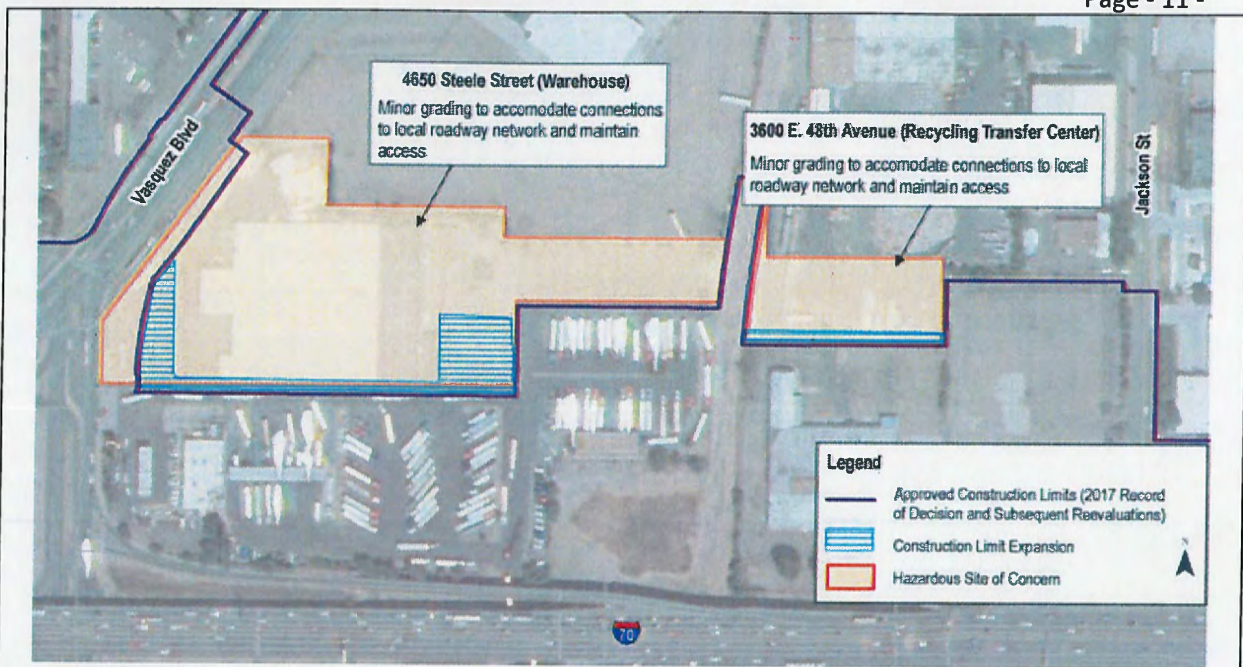 Page - 11 -
4650 Steele Street (Warehouse)
Minor grading to accomodate connections
to local roadway network and maintain
access
3600 E. 48th Avenue (Recycling Transfer Center)
Minor grading to accomodate connections to local
roadway network and maintain access
Vasquez Blvd
Jackson St
Legend
Approved Construction Limits (2017 Record
of Decision and Subsequent Reevaluations)
Construction Limit Expansion
Hazardous Site of Concern
N
70